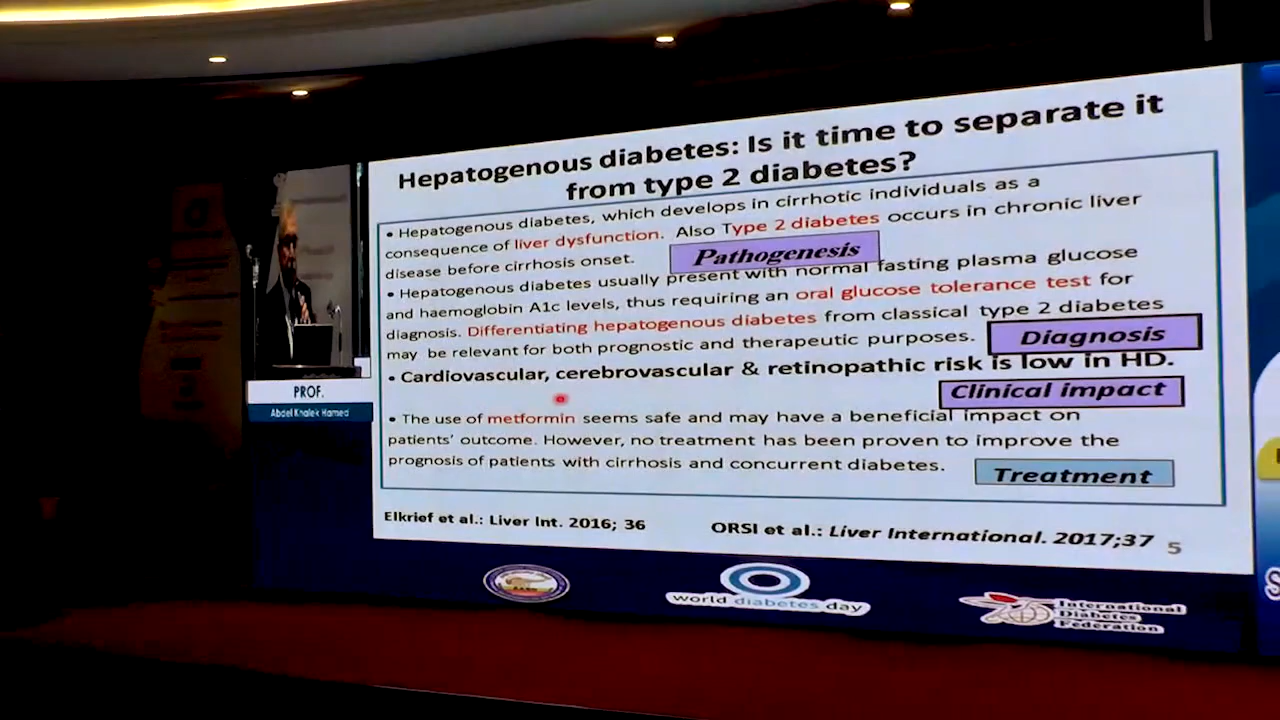 Hepatogenous diabetes: Is it time to separate it
from type 2 diabetes?
• Hepatogenous diabetes, which develops in cirrhotic individuals as a
consequence of liver dysfunction. Also Type 2 diabetes occurs in chronic liver
disease before cirrhosis onset.
Pathogenesis
• Hepatogenous diabetes usually present with normal fasting plasma glucose
and haemoglobin A1c levels, thus requiring an oral glucose tolerance test for
diagnosis. Differentiating hepatogenous diabetes from classical type 2 diabetes
may be relevant for both prognostic and therapeutic purposes.
Diagnosis
• Cardiovascular, cerebrovascular & retinopathic risk is low in HD.
Clinical impact
• The use of metformin seems safe and may have a beneficial impact on
patients' outcome. However, no treatment has been proven to improve the
prognosis of patients with cirrhosis and concurrent diabetes.
Treatment
Elkrief et al.: Liver Int. 2016; 36
ORSI et al.: Liver International. 2017;37
5
PROF.
Abdel Khalek Hamed
world diabetes day
International
Diabetes
Federation